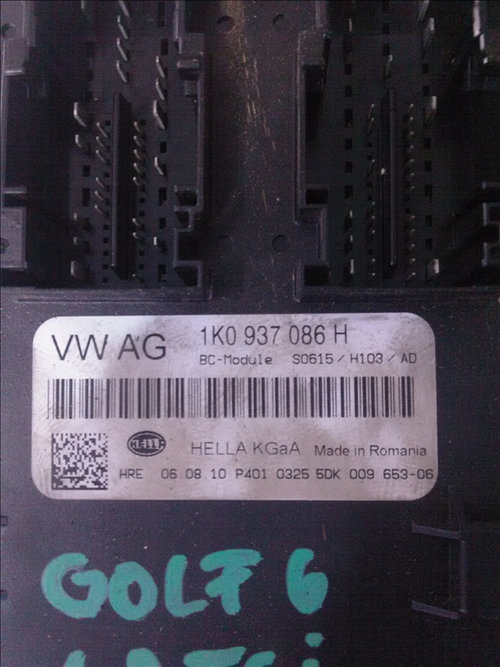 VW AG 1K0 937 086 H
BC-Module S0615 / H103 / AD
HELLA
HELLA KGaA Made in Romania
HRE 06.08.10 P401 0325 5DK 009 653-06
GOLF 6